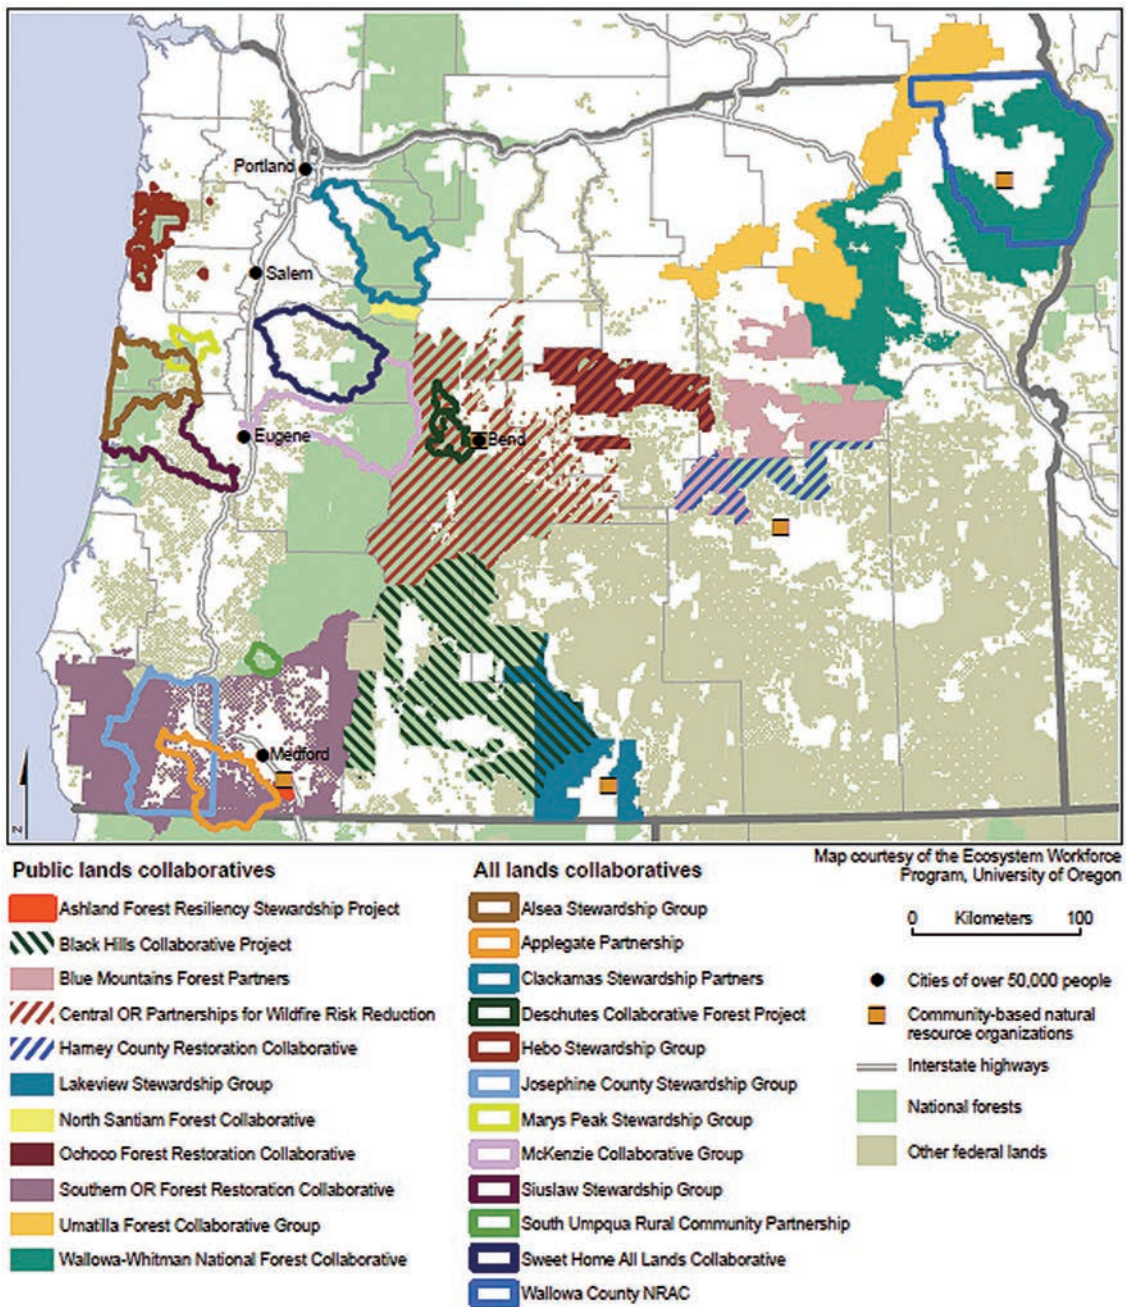 Portland
Salem
Eugene
Bend
Medford
N
Map courtesy of the Ecosystem Workforce
Program, University of Oregon
Public lands collaboratives
Ashland Forest Resiliency Stewardship Project
Black Hills Collaborative Project
Blue Mountains Forest Partners
Central OR Partnerships for Wildfire Risk Reduction
Harney County Restoration Collaborative
Lakeview Stewardship Group
North Santiam Forest Collaborative
Ochoco Forest Restoration Collaborative
Southern OR Forest Restoration Collaborative
Umatilla Forest Collaborative Group
Wallowa-Whitman National Forest Collaborative
All lands collaboratives
Alsea Stewardship Group
Applegate Partnership
Clackamas Stewardship Partners
Deschutes Collaborative Forest Project
Hebo Stewardship Group
Josephine County Stewardship Group
Marys Peak Stewardship Group
McKenzie Collaborative Group
Siuslaw Stewardship Group
South Umpqua Rural Community Partnership
Sweet Home All Lands Collaborative
Wallowa County NRAC
0 Kilometers 100
Cities of over 50,000 people
Community-based natural
resource organizations
Interstate highways
National forests
Other federal lands